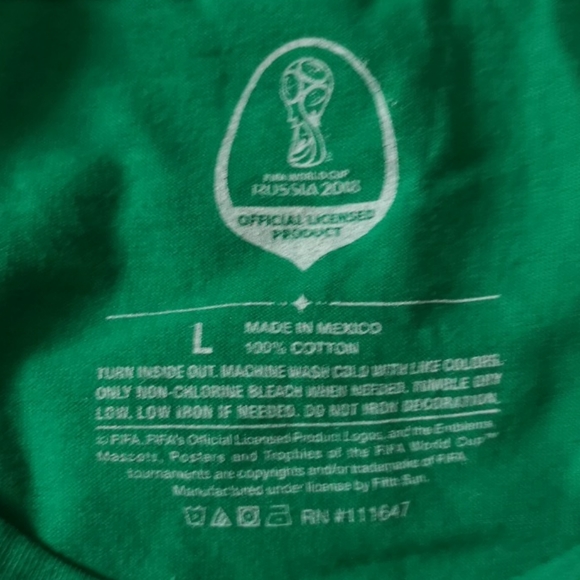 FIFA WORLD CUP
RUSSIA 2018
OFFICIAL LICENSED
PRODUCT
L
MADE IN MEXICO
100% COTTON
TURN INSIDE OUT. MACHINE WASH COLD WITH LIKE COLORS.
ONLY NON-CHLORINE BLEACH WHEN NEEDED. TUMBLE DRY
LOW. LOW IRON IF NEEDED. DO NOT IRON DECORATION.
© FIFA, FIFA's Official Licensed Product Logos, and the Emblems,
Mascots, Posters and Trophies of the FIFA World Cup™
tournaments are copyrights and/or trademarks of FIFA.
Manufactured under license by Fifth Sun.
RN #111647